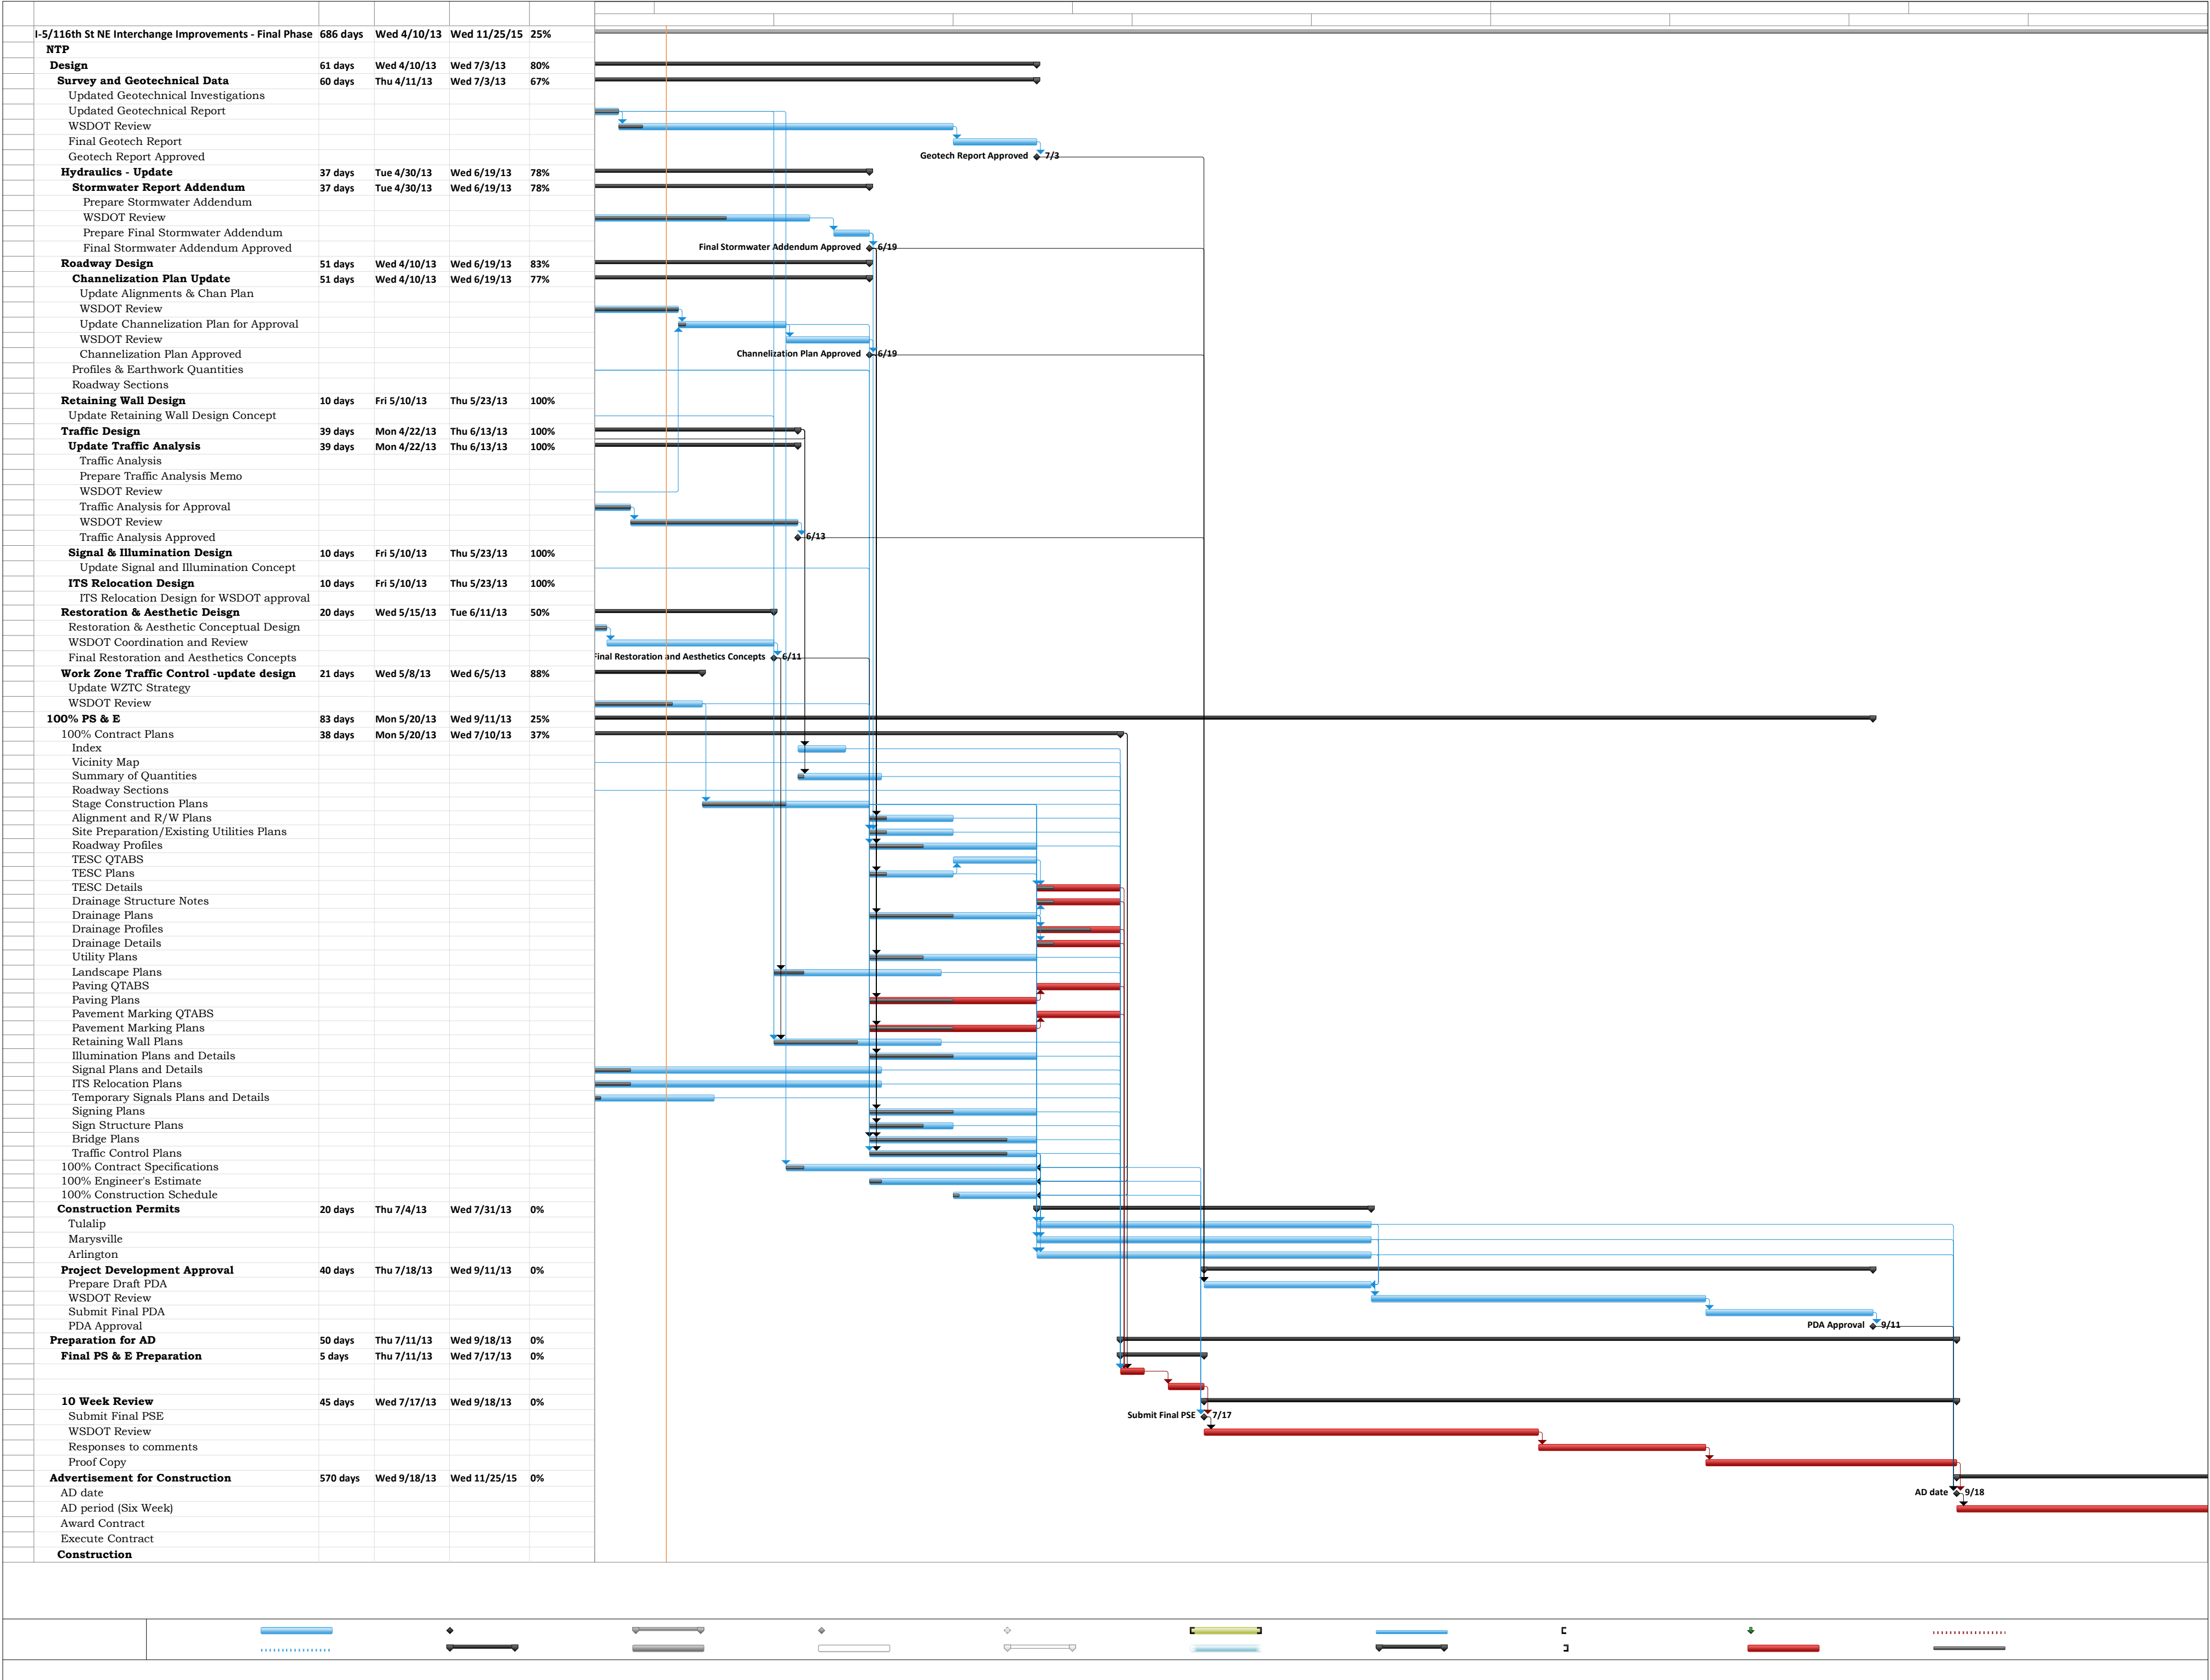 I-5/116th St NE Interchange Improvements - Final Phase 686 days Wed 4/10/13 Wed 11/25/15 25%
NTP
Design 61 days Wed 4/10/13 Wed 7/3/13 80%
Survey and Geotechnical Data 60 days Thu 4/11/13 Wed 7/3/13 67%
Updated Geotechnical Investigations
Updated Geotechnical Report
WSDOT Review
Final Geotech Report
Geotech Report Approved Geotech Report Approved 7/3
Hydraulics - Update 37 days Tue 4/30/13 Wed 6/19/13 78%
Stormwater Report Addendum 37 days Tue 4/30/13 Wed 6/19/13 78%
Prepare Stormwater Addendum
WSDOT Review
Prepare Final Stormwater Addendum
Final Stormwater Addendum Approved Final Stormwater Addendum Approved 6/19
Roadway Design 51 days Wed 4/10/13 Wed 6/19/13 83%
Channelization Plan Update 51 days Wed 4/10/13 Wed 6/19/13 77%
Update Alignments & Chan Plan
WSDOT Review
Update Channelization Plan for Approval
WSDOT Review
Channelization Plan Approved Channelization Plan Approved 6/19
Profiles & Earthwork Quantities
Roadway Sections
Retaining Wall Design 10 days Fri 5/10/13 Thu 5/23/13 100%
Update Retaining Wall Design Concept
Traffic Design 39 days Mon 4/22/13 Thu 6/13/13 100%
Update Traffic Analysis 39 days Mon 4/22/13 Thu 6/13/13 100%
Traffic Analysis
Prepare Traffic Analysis Memo
WSDOT Review
Traffic Analysis for Approval
WSDOT Review
Traffic Analysis Approved 6/13
Signal & Illumination Design 10 days Fri 5/10/13 Thu 5/23/13 100%
Update Signal and Illumination Concept
ITS Relocation Design 10 days Fri 5/10/13 Thu 5/23/13 100%
ITS Relocation Design for WSDOT approval
Restoration & Aesthetic Deisgn 20 days Wed 5/15/13 Tue 6/11/13 50%
Restoration & Aesthetic Conceptual Design
WSDOT Coordination and Review
Final Restoration and Aesthetics Concepts Final Restoration and Aesthetics Concepts 6/11
Work Zone Traffic Control -update design 21 days Wed 5/8/13 Wed 6/5/13 88%
Update WZTC Strategy
WSDOT Review
100% PS & E 83 days Mon 5/20/13 Wed 9/11/13 25%
100% Contract Plans 38 days Mon 5/20/13 Wed 7/10/13 37%
Index
Vicinity Map
Summary of Quantities
Roadway Sections
Stage Construction Plans
Alignment and R/W Plans
Site Preparation/Existing Utilities Plans
Roadway Profiles
TESC QTABS
TESC Plans
TESC Details
Drainage Structure Notes
Drainage Plans
Drainage Profiles
Drainage Details
Utility Plans
Landscape Plans
Paving QTABS
Paving Plans
Pavement Marking QTABS
Pavement Marking Plans
Retaining Wall Plans
Illumination Plans and Details
Signal Plans and Details
ITS Relocation Plans
Temporary Signals Plans and Details
Signing Plans
Sign Structure Plans
Bridge Plans
Traffic Control Plans
100% Contract Specifications
100% Engineer's Estimate
100% Construction Schedule
Construction Permits 20 days Thu 7/4/13 Wed 7/31/13 0%
Tulalip
Marysville
Arlington
Project Development Approval 40 days Thu 7/18/13 Wed 9/11/13 0%
Prepare Draft PDA
WSDOT Review
Submit Final PDA
PDA Approval PDA Approval 9/11
Preparation for AD 50 days Thu 7/11/13 Wed 9/18/13 0%
Final PS & E Preparation 5 days Thu 7/11/13 Wed 7/17/13 0%
10 Week Review 45 days Wed 7/17/13 Wed 9/18/13 0%
Submit Final PSE Submit Final PSE 7/17
WSDOT Review
Responses to comments
Proof Copy
Advertisement for Construction 570 days Wed 9/18/13 Wed 11/25/15 0%
AD date AD date 9/18
AD period (Six Week)
Award Contract
Execute Contract
Construction